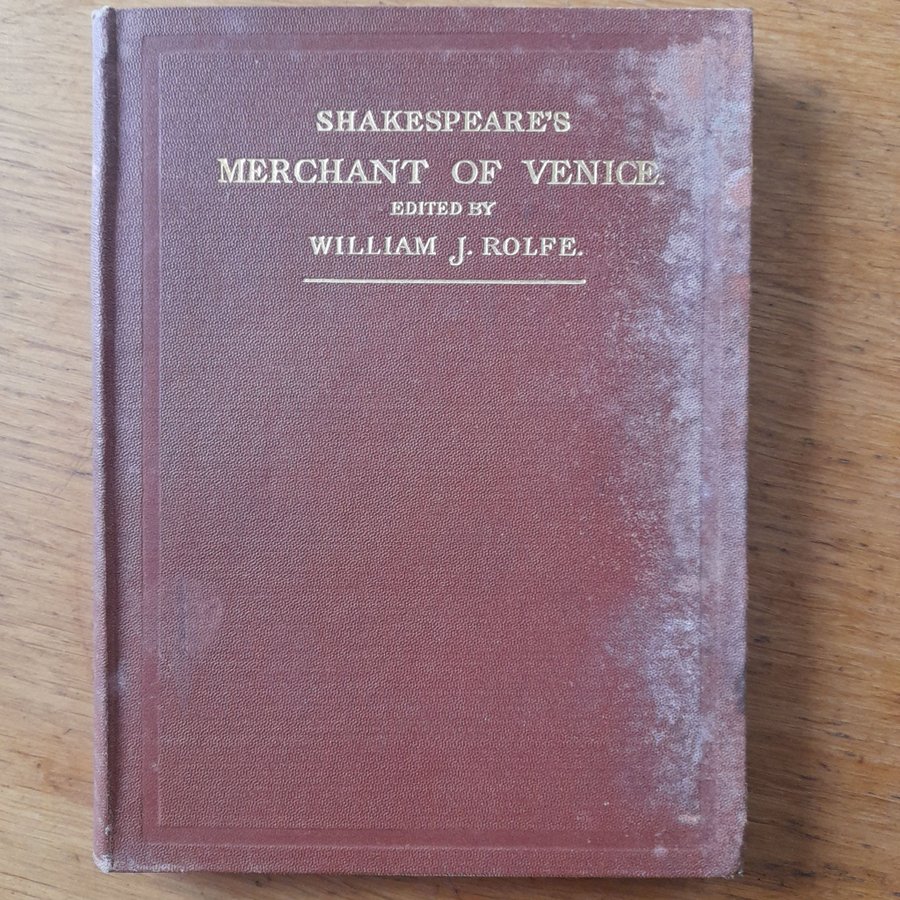 SHAKESPEARE'S
MERCHANT OF VENICE.
EDITED BY
WILLIAM J. ROLFE.